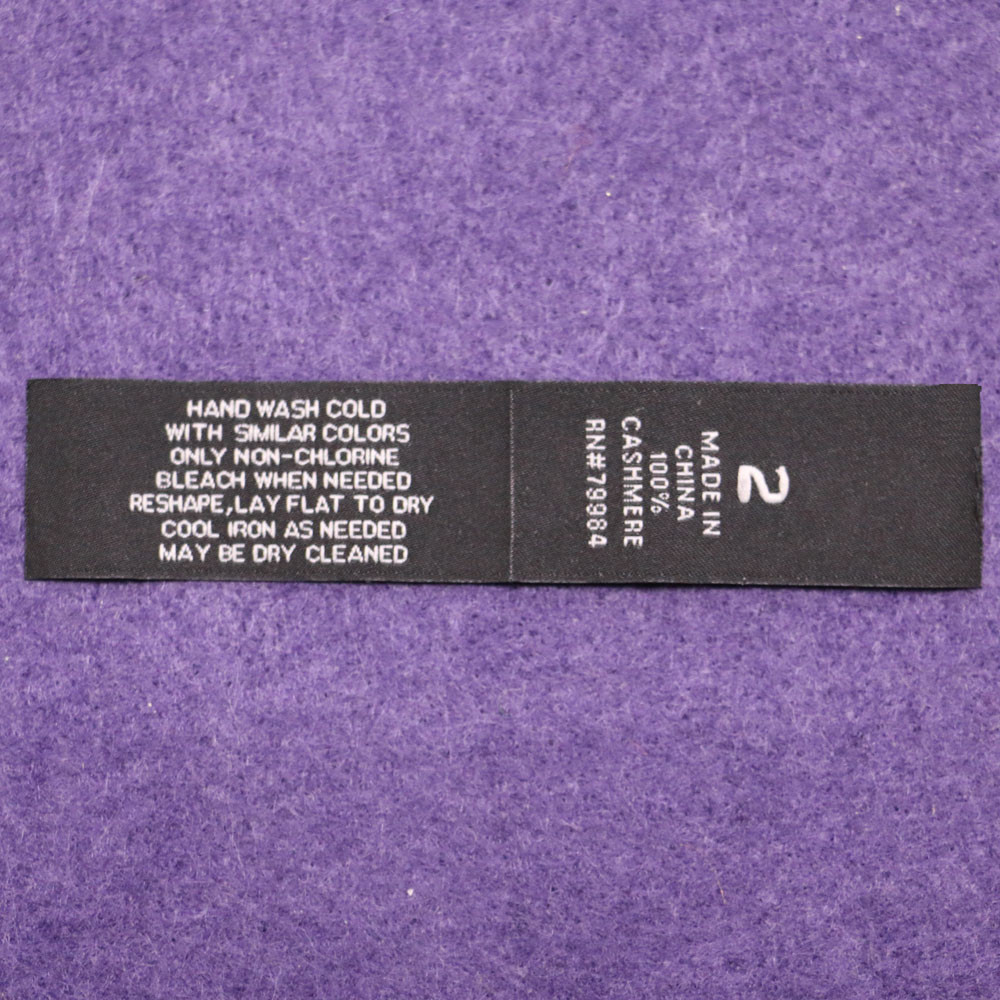 HAND WASH COLD
WITH SIMILAR COLORS
ONLY NON-CHLORINE
BLEACH WHEN NEEDED
RESHAPE, LAY FLAT TO DRY
COOL IRON AS NEEDED
MAY BE DRY CLEANED
2
MADE IN
CHINA
100%
CASHMERE
RN#79984